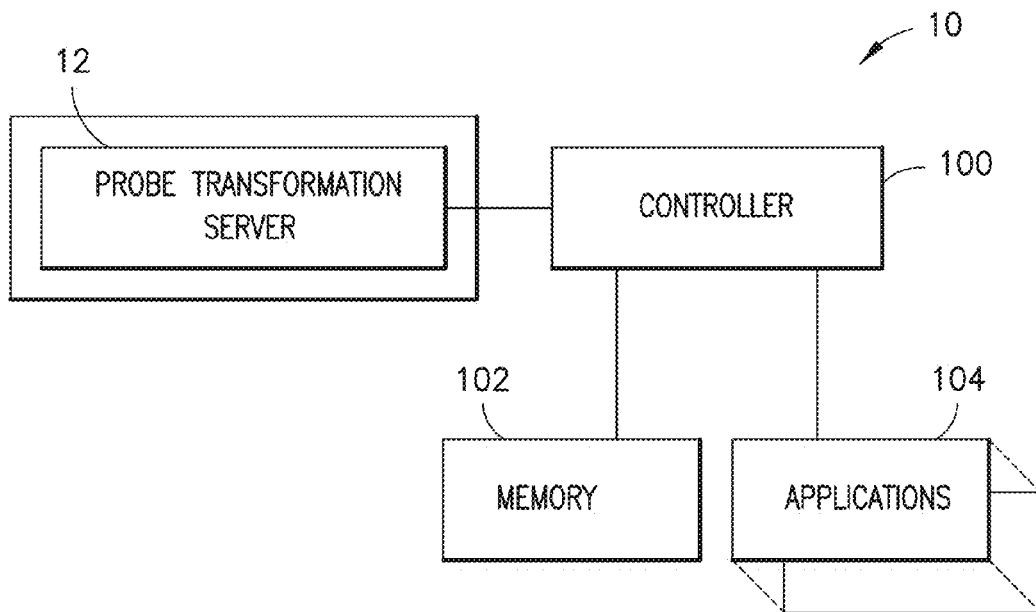 10
12
PROBE TRANSFORMATION
SERVER
CONTROLLER
100
102
104
MEMORY
APPLICATIONS